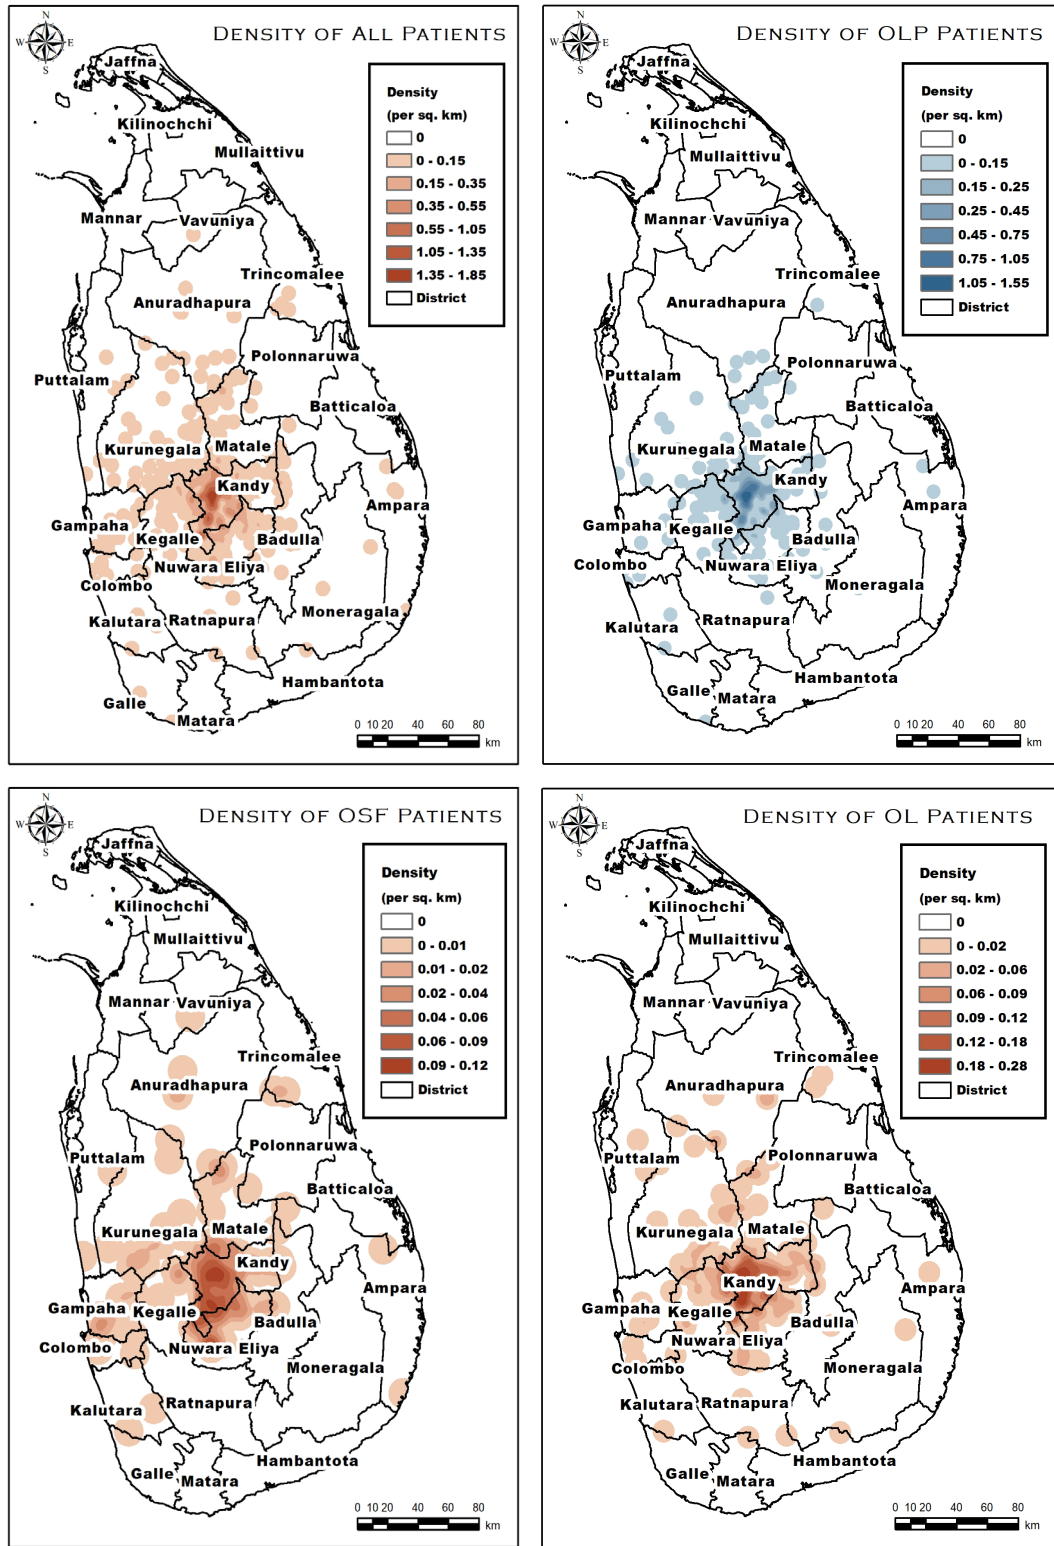 DENSITY OF ALL PATIENTS
N
W E
S
Density
(per sq. km)
0
0 - 0.15
0.15 - 0.35
0.35 - 0.55
0.55 - 1.05
1.05 - 1.35
1.35 - 1.85
District
Jaffna
Kilinochchi
Mullaittivu
Mannar
Vavuniya
Trincomalee
Anuradhapura
Polonnaruwa
Puttalam
Batticaloa
Kurunegala
Matale
Kandy
Ampara
Gampaha
Kegalle
Badulla
Nuwara Eliya
Colombo
Moneragala
Kalutara
Ratnapura
Hambantota
Galle
Matara
0 10 20 40 60 80
km
DENSITY OF OLP PATIENTS
N
W E
S
Density
(per sq. km)
0
0 - 0.15
0.15 - 0.25
0.25 - 0.45
0.45 - 0.75
0.75 - 1.05
1.05 - 1.55
District
Jaffna
Kilinochchi
Mullaittivu
Mannar
Vavuniya
Trincomalee
Anuradhapura
Polonnaruwa
Puttalam
Batticaloa
Kurunegala
Matale
Kandy
Ampara
Gampaha
Kegalle
Badulla
Colombo
Nuwara Eliya
Moneragala
Kalutara
Ratnapura
Hambantota
Galle
Matara
0 10 20 40 60 80
km
DENSITY OF OSF PATIENTS
N
W E
S
Density
(per sq. km)
0
0 - 0.01
0.01 - 0.02
0.02 - 0.04
0.04 - 0.06
0.06 - 0.09
0.09 - 0.12
District
Jaffna
Kilinochchi
Mullaittivu
Mannar
Vavuniya
Trincomalee
Anuradhapura
Polonnaruwa
Puttalam
Batticaloa
Kurunegala
Matale
Kandy
Ampara
Gampaha
Kegalle
Badulla
Colombo
Nuwara Eliya
Moneragala
Kalutara
Ratnapura
Hambantota
Galle
Matara
0 10 20 40 60 80
km
DENSITY OF OL PATIENTS
N
W E
S
Density
(per sq. km)
0
0 - 0.02
0.02 - 0.06
0.06 - 0.09
0.09 - 0.12
0.12 - 0.18
0.18 - 0.28
District
Jaffna
Kilinochchi
Mullaittivu
Mannar
Vavuniya
Trincomalee
Anuradhapura
Polonnaruwa
Puttalam
Batticaloa
Kurunegala
Matale
Kandy
Ampara
Gampaha
Kegalle
Badulla
Nuwara Eliya
Colombo
Moneragala
Kalutara
Ratnapura
Hambantota
Galle
Matara
0 10 20 40 60 80
km